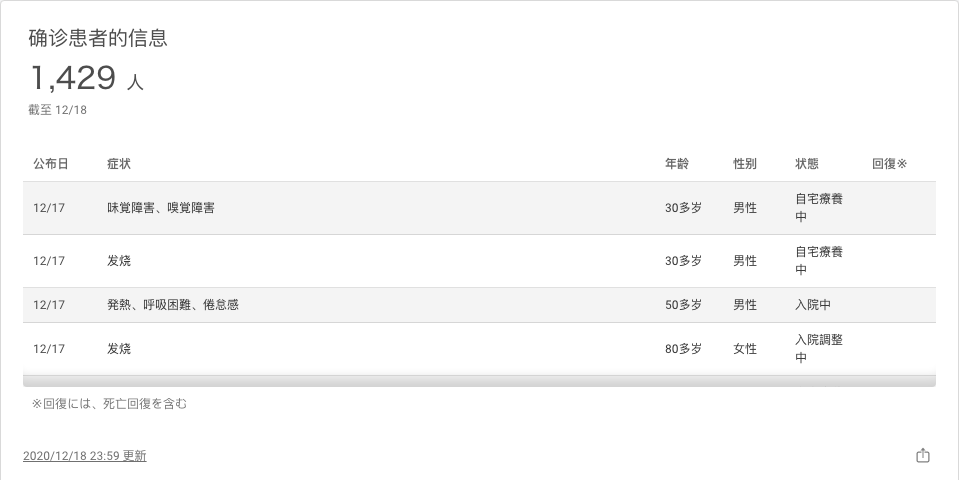 确诊患者的信息
1,429 人
截至 12/18
公布日 症状 年龄 性别 状態 回復※
12/17 味覚障害、嗅覚障害 30多岁 男性 自宅療養
中
12/17 发烧 30多岁 男性 自宅療養
中
12/17 発熱、呼吸困難、倦怠感 50多岁 男性 入院中
12/17 发烧 80多岁 女性 入院調整
中
※回復には、死亡回復を含む
2020/12/18 23:59 更新